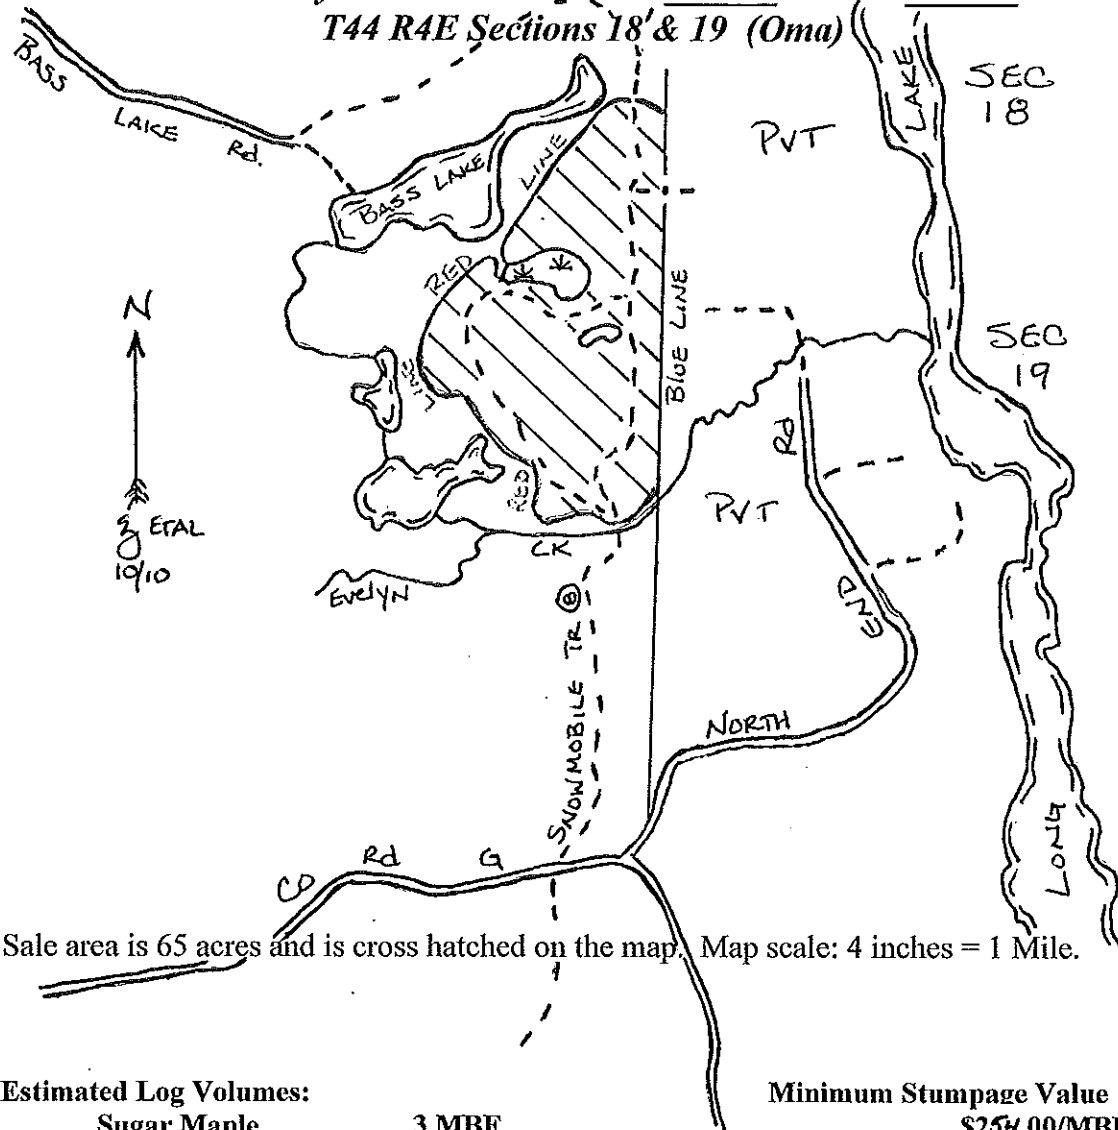 T44 R4E Sections 18 & 19 (Oma)
BASS
LAKE
Rd.
BASS LAKE
LINE
PVT
LAKE
SEC
18
N
RED
LINE
BLUE LINE
SEC
19
Rd
RED
PVT
ETAL
10/10
CK
Evelyn
END
SNOWMOBILE TR 8
NORTH
LONG
CO Rd G
Sale area is 65 acres and is cross hatched on the map. Map scale: 4 inches = 1 Mile.
Estimated Log Volumes:
Minimum Stumpage Value
Sugar Maple 3 MBF